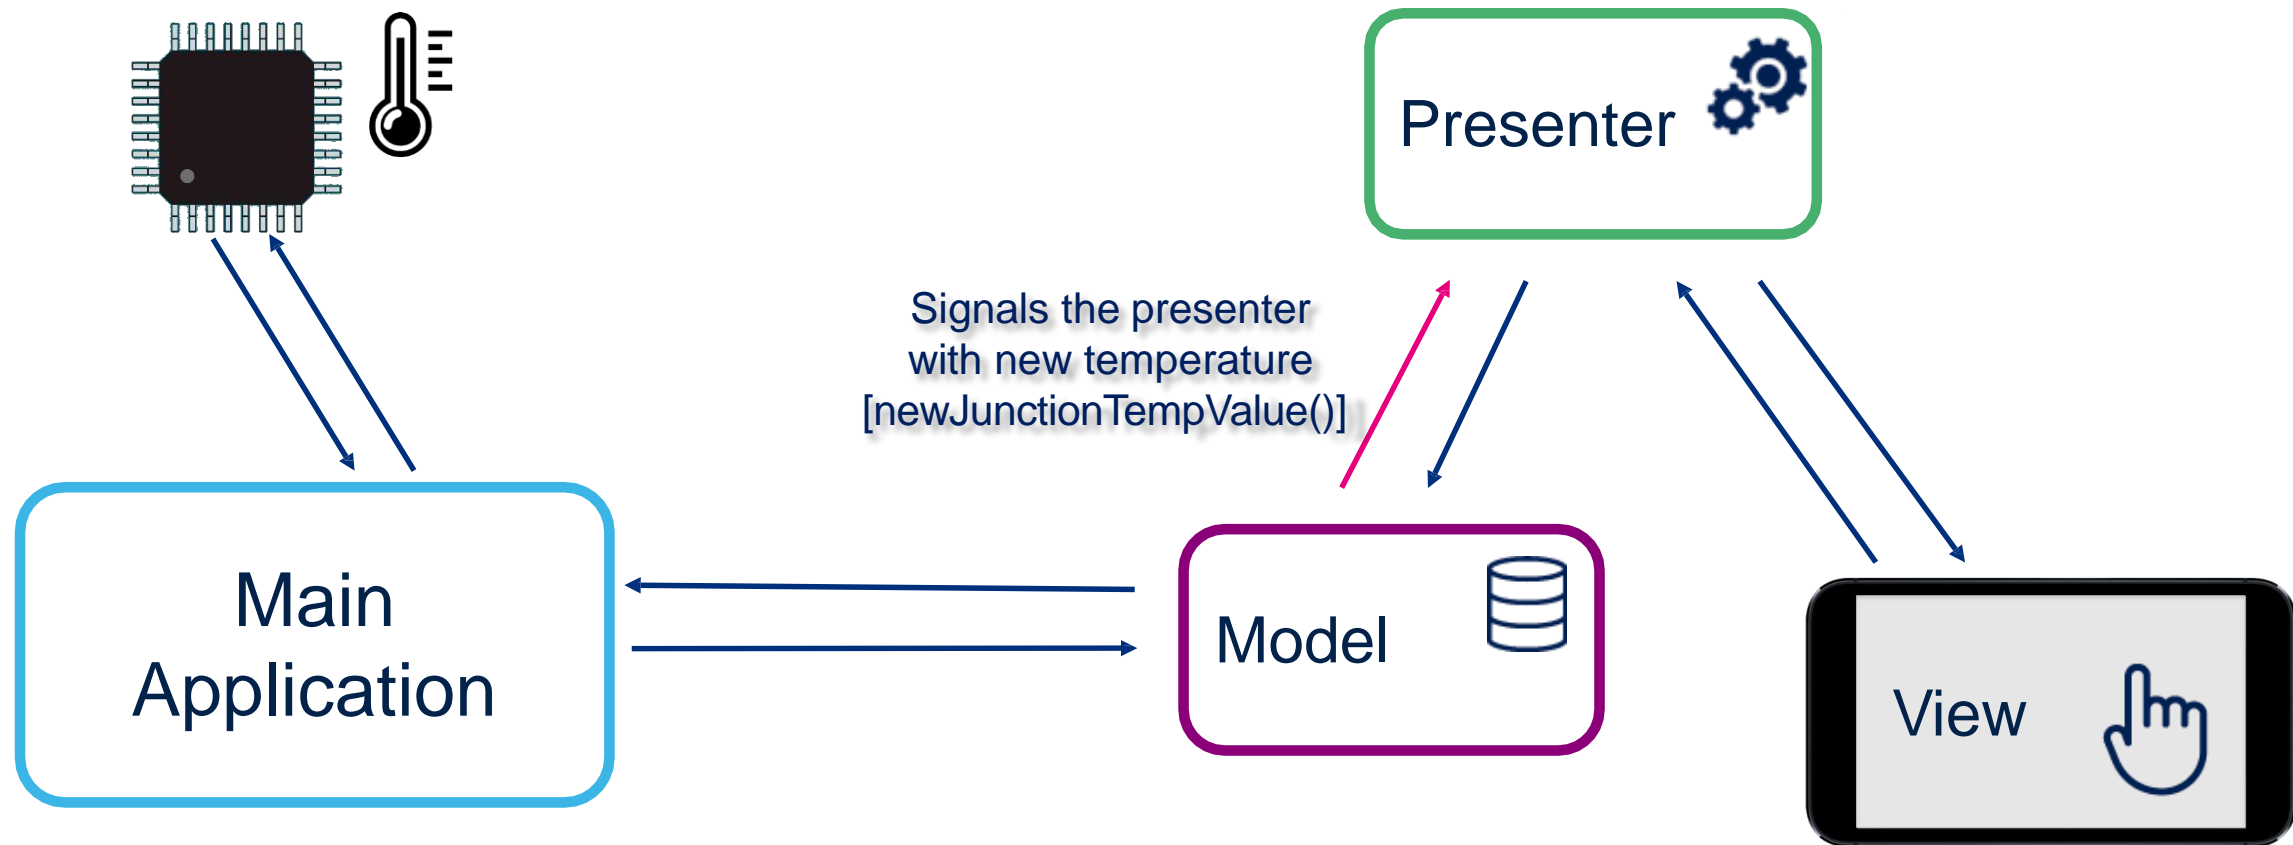 Presenter
Signals the presenter
with new temperature
[newJunctionTempValue()]
Main
Application
Model
View